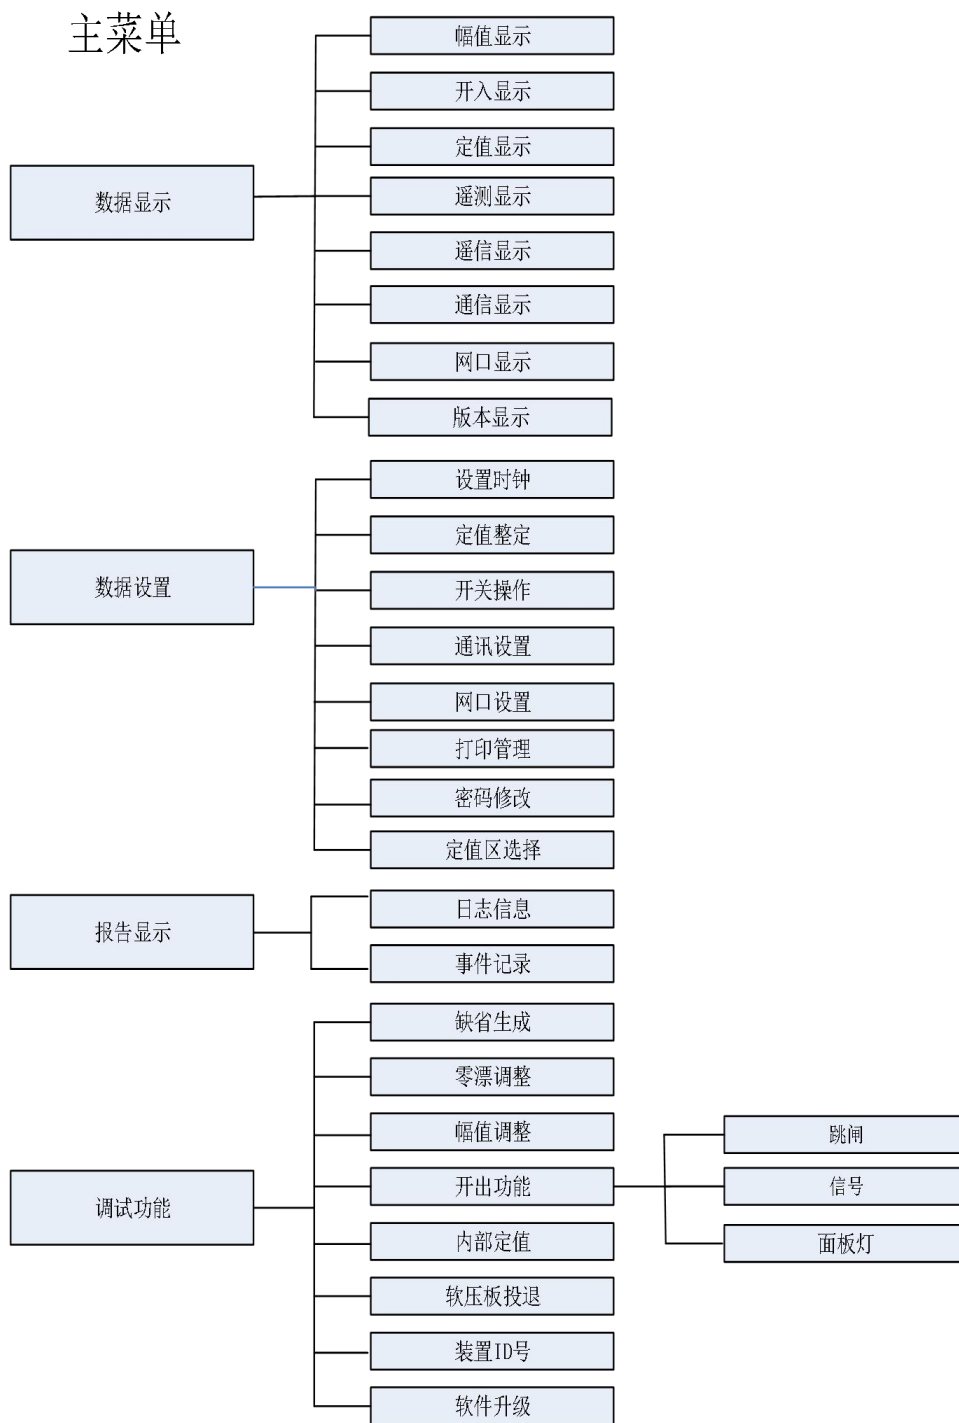 主菜单
数据显示
幅值显示
开入显示
定值显示
遥测显示
遥信显示
通信显示
网口显示
版本显示
数据设置
设置时钟
定值整定
开关操作
通讯设置
网口设置
打印管理
密码修改
定值区选择
报告显示
日志信息
事件记录
调试功能
缺省生成
零漂调整
幅值调整
开出功能
跳闸
信号
面板灯
内部定值
软压板投退
装置ID号
软件升级